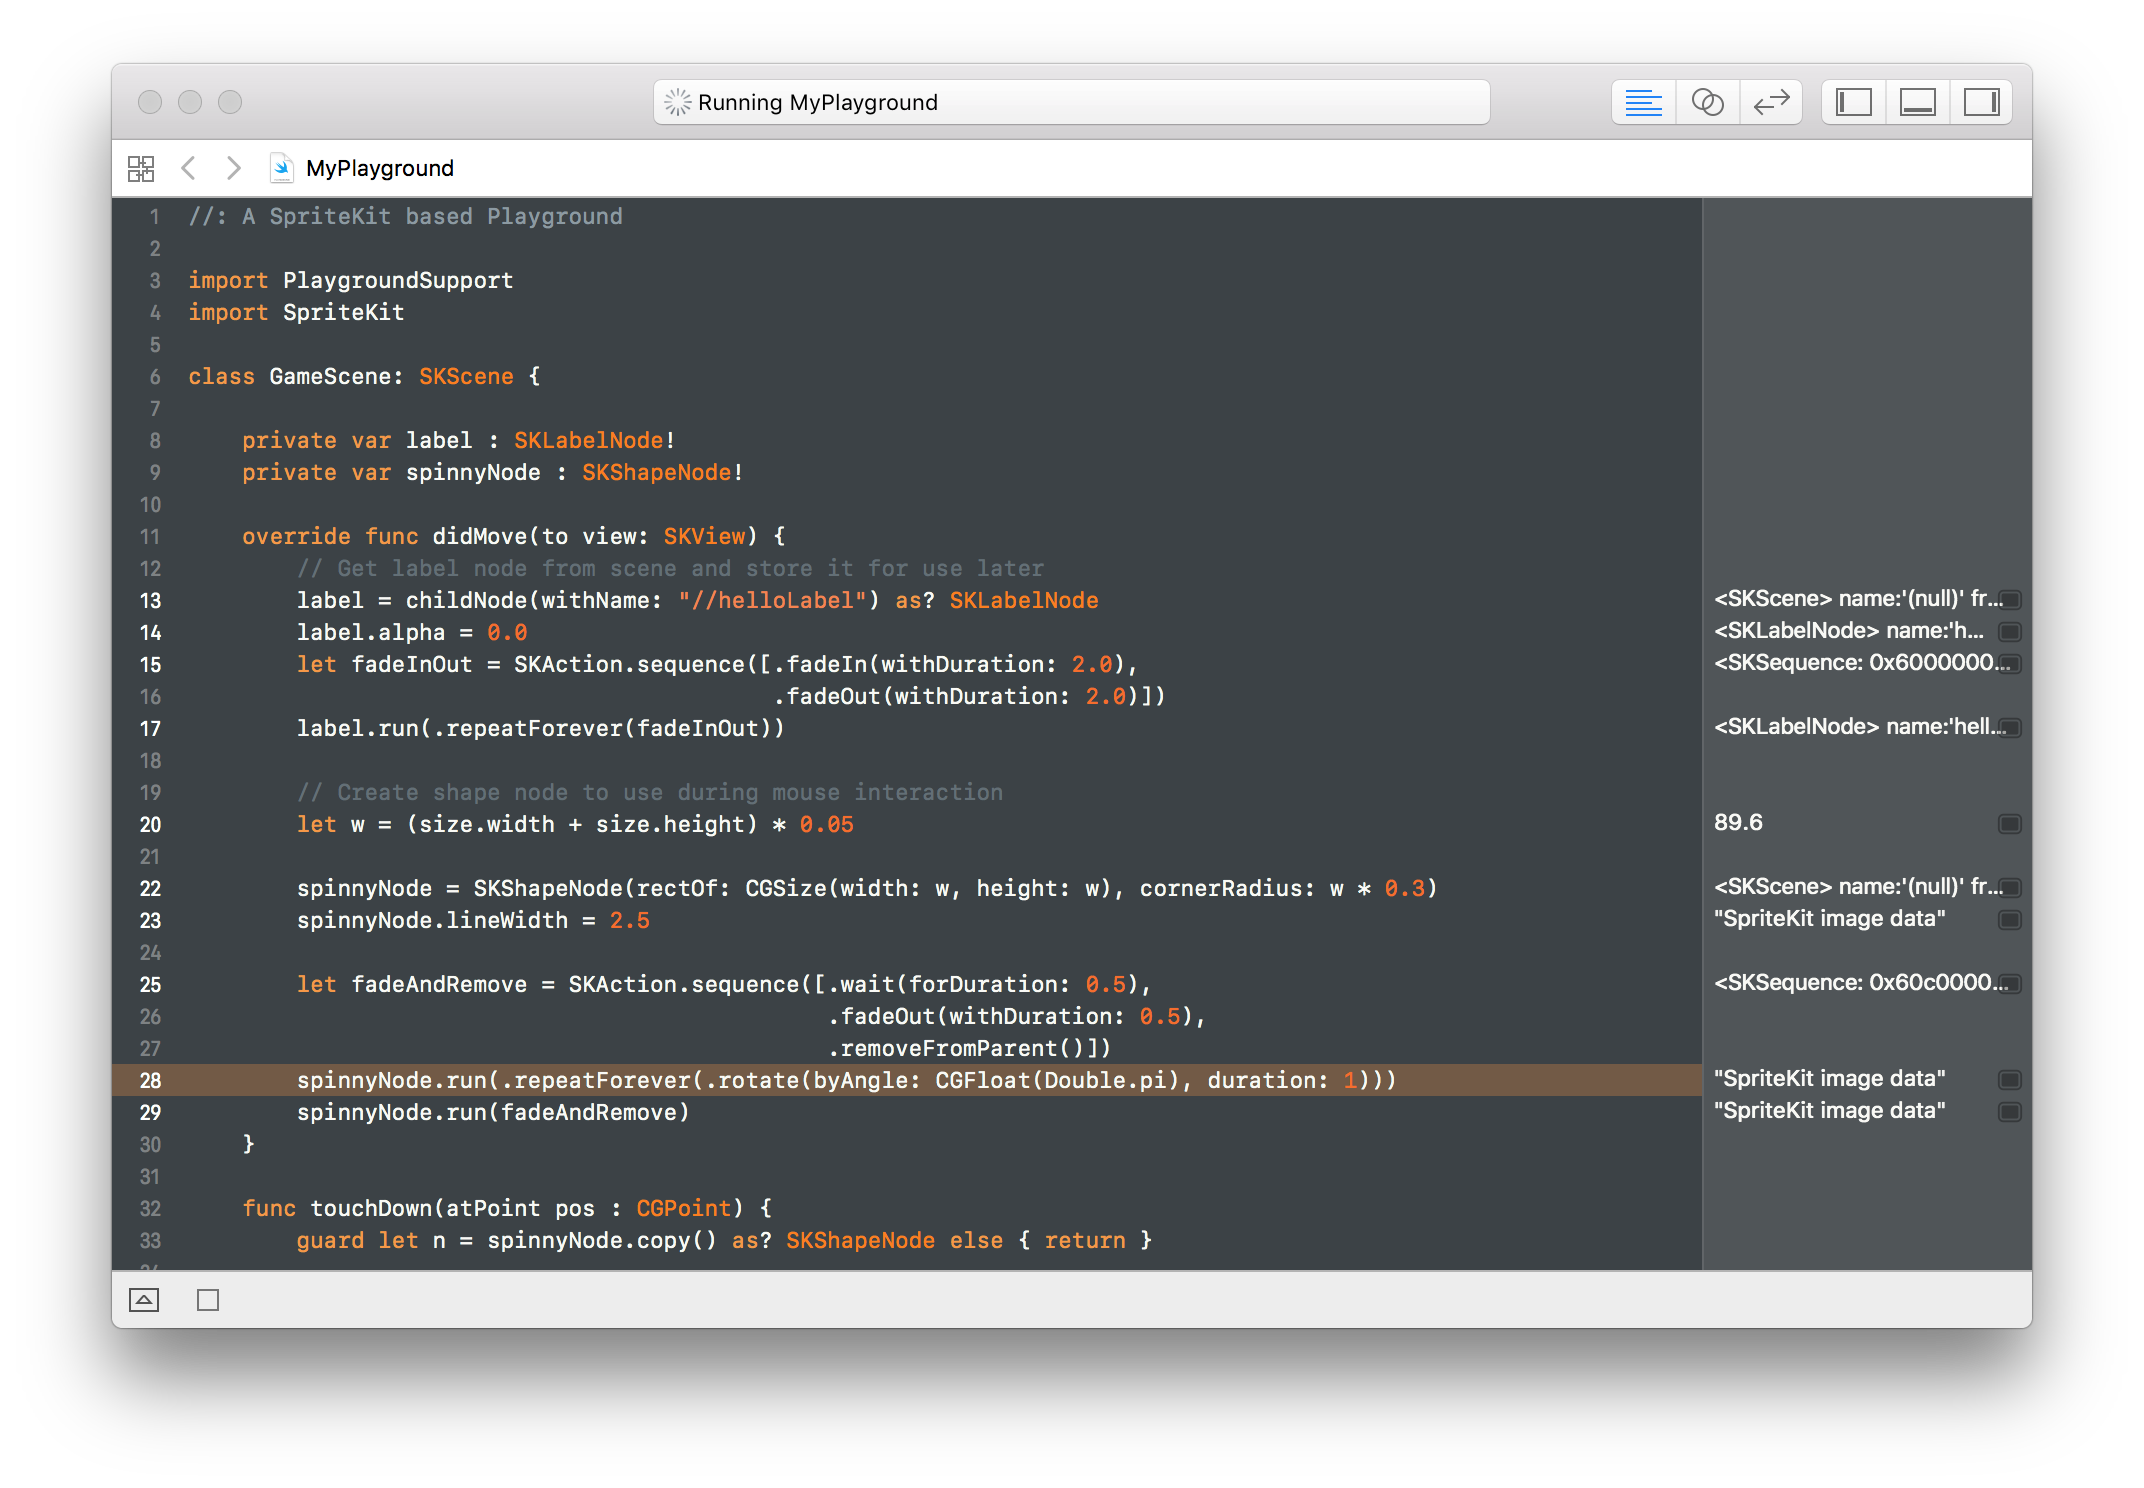 Running MyPlayground
MyPlayground
1 //: A SpriteKit based Playground
2
3 import PlaygroundSupport
4 import SpriteKit
5
6 class GameScene: SKScene {
7
8 private var label : SKLabelNode!
9 private var spinnyNode : SKShapeNode!
10
11 override func didMove(to view: SKView) {
12 // Get label node from scene and store it for use later
13 label = childNode(withName: "//helloLabel") as? SKLabelNode <SKScene> name:'(null)' fr...
14 label.alpha = 0.0 <SKLabelNode> name:'h...
15 let fadeInOut = SKAction.sequence([.fadeIn(withDuration: 2.0), <SKSequence: 0x6000000...
16 .fadeOut(withDuration: 2.0)])
17 label.run(.repeatForever(fadeInOut)) <SKLabelNode> name:'hell...
18
19 // Create shape node to use during mouse interaction
20 let w = (size.width + size.height) * 0.05 89.6
21
22 spinnyNode = SKShapeNode(rectOf: CGSize(width: w, height: w), cornerRadius: w * 0.3) <SKScene> name:'(null)' fr...
23 spinnyNode.lineWidth = 2.5 "SpriteKit image data"
24
25 let fadeAndRemove = SKAction.sequence([.wait(forDuration: 0.5), <SKSequence: 0x60c0000...
26 .fadeOut(withDuration: 0.5),
27 .removeFromParent()])
28 spinnyNode.run(.repeatForever(.rotate(byAngle: CGFloat(Double.pi), duration: 1))) "SpriteKit image data"
29 spinnyNode.run(fadeAndRemove) "SpriteKit image data"
30 }
31
32 func touchDown(atPoint pos : CGPoint) {
33 guard let n = spinnyNode.copy() as? SKShapeNode else { return }